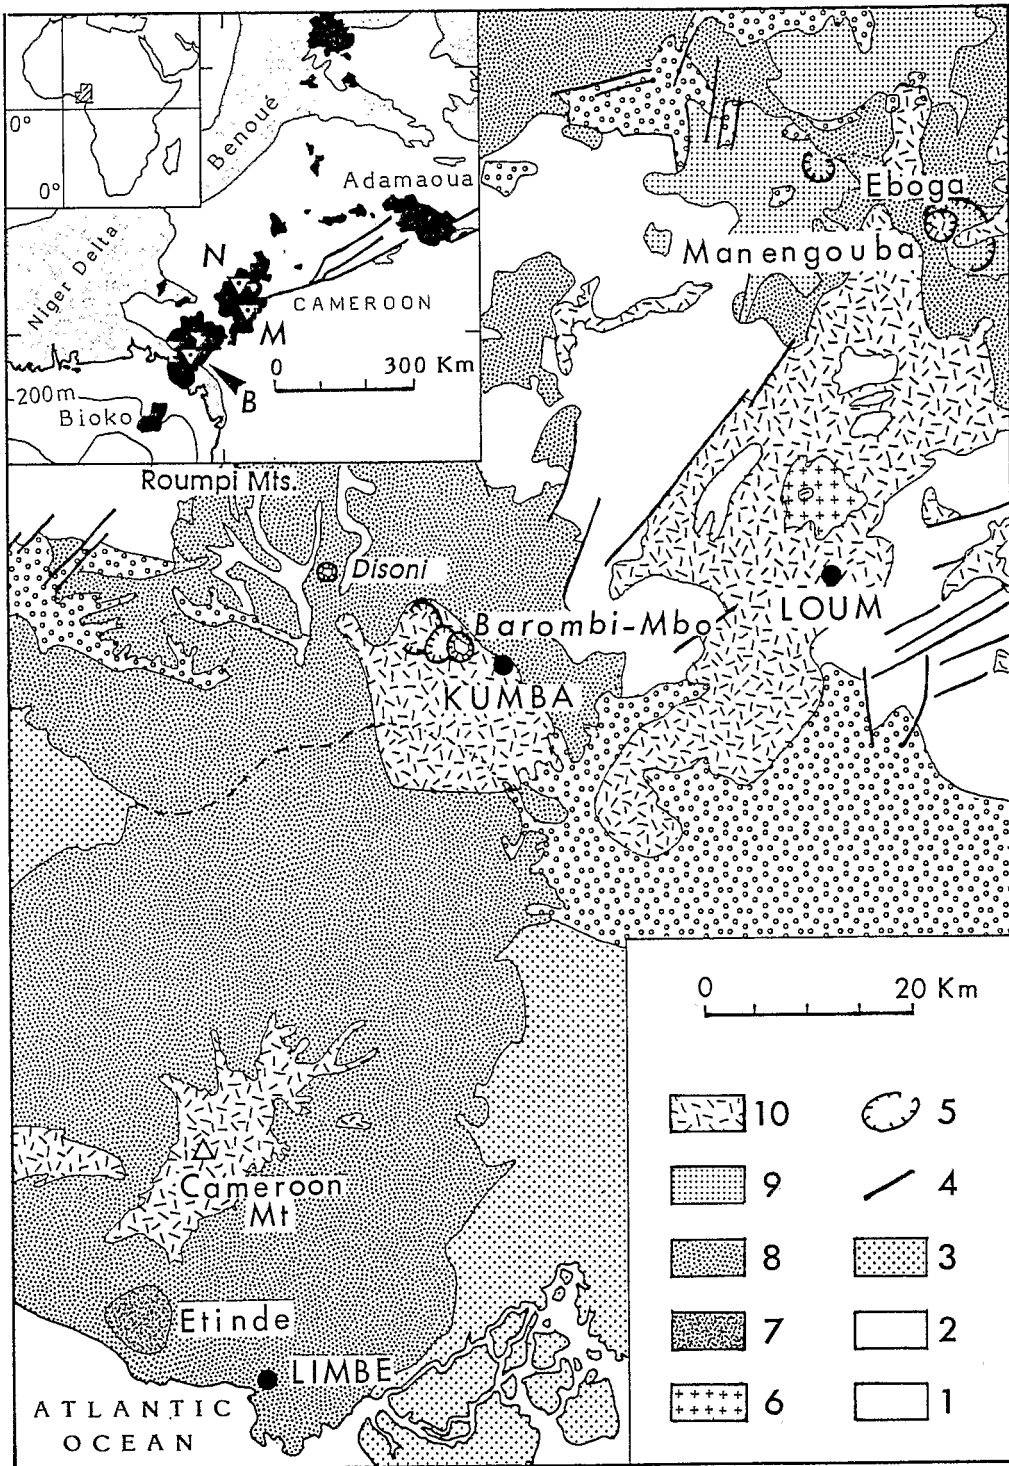 0°
0°
Benoué
Adamaoua
Niger Delta
N
CAMEROON
M
0 300 Km
B
200m
Bioko
Eboga
Manengouba
Roumpi Mts.
Disoni
Barombi-Mbo
LOUM
KUMBA
0 20 Km
10 5
9 4
8 3
7 2
6 1
Cameroon
Mt
Etinde
LIMBE
ATLANTIC
OCEAN